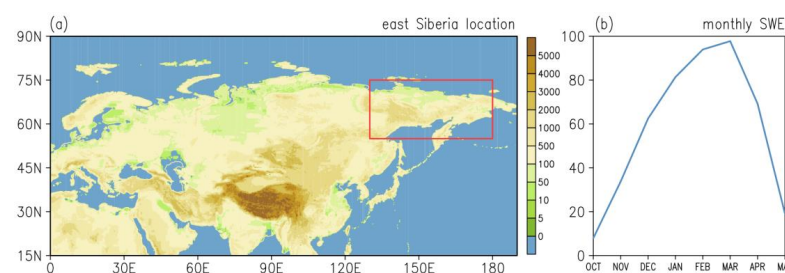 (a) east Siberia location
90N
75N
60N
45N
30N
15N
0 30E 60E 90E 120E 150E 180
5000
4000
3000
2000
1000
500
100
50
10
5
0
(b) monthly SWE
100
80
60
40
20
0
OCT NOV DEC JAN FEB MAR APR